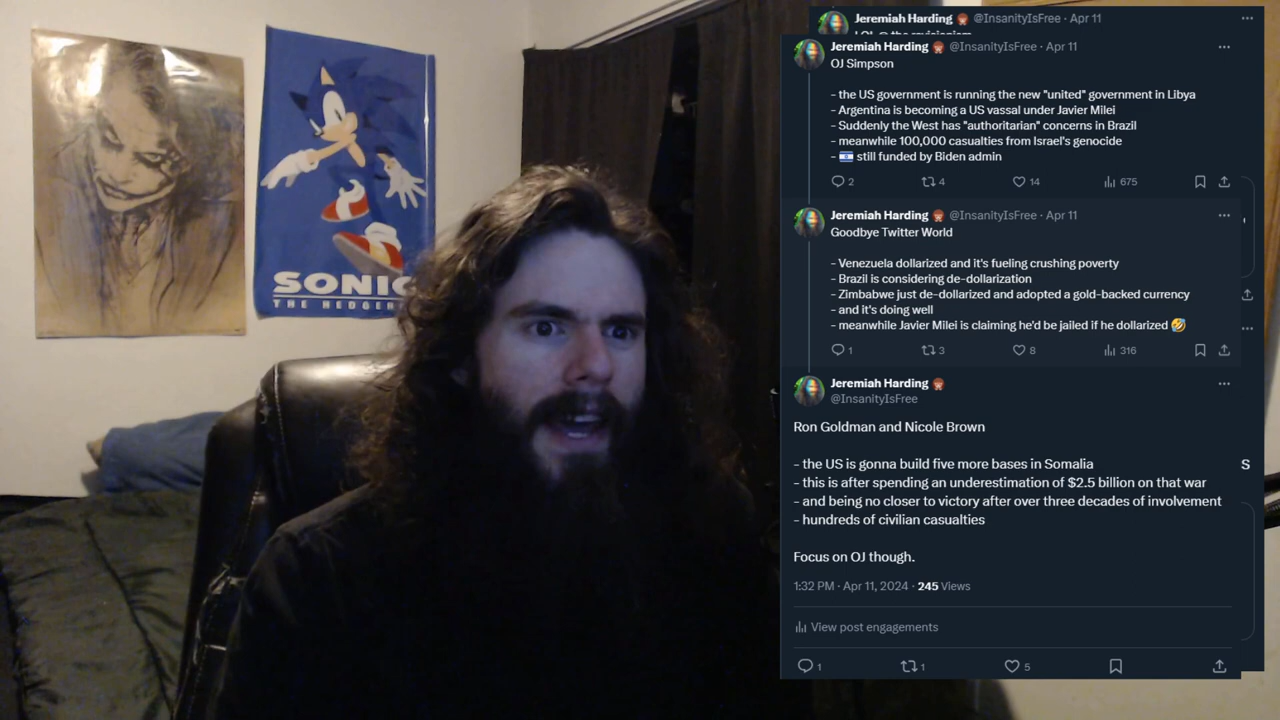 SONIC
THE HEDGEH
Jeremiah Harding @InsanityIsFree · Apr 11
LOL @ the revisionism
Jeremiah Harding @InsanityIsFree · Apr 11
OJ Simpson
- the US government is running the new "united" government in Libya
- Argentina is becoming a US vassal under Javier Milei
- Suddenly the West has "authoritarian" concerns in Brazil
- meanwhile 100,000 casualties from Israel's genocide
- 🇮🇱 still funded by Biden admin
2 4 14 675
Jeremiah Harding @InsanityIsFree · Apr 11
Goodbye Twitter World
- Venezuela dollarized and it's fueling crushing poverty
- Brazil is considering de-dollarization
- Zimbabwe just de-dollarized and adopted a gold-backed currency
- and it's doing well
- meanwhile Javier Milei is claiming he'd be jailed if he dollarized 🤣
1 3 8 316
Jeremiah Harding
@InsanityIsFree
Ron Goldman and Nicole Brown
- the US is gonna build five more bases in Somalia
- this is after spending an underestimation of $2.5 billion on that war
- and being no closer to victory after over three decades of involvement
- hundreds of civilian casualties
Focus on OJ though.
1:32 PM · Apr 11, 2024 · 245 Views
View post engagements
1 1 5
s